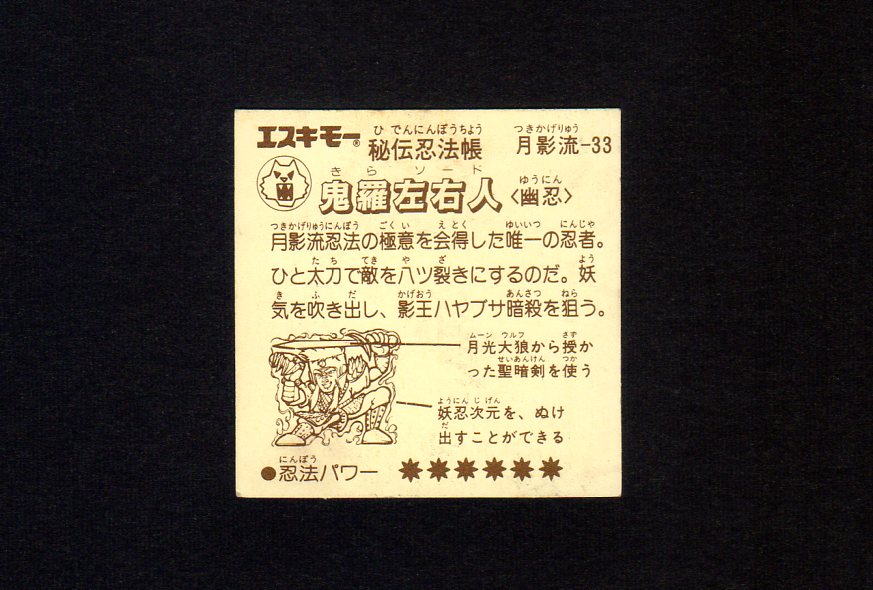 エスキモー® 秘伝忍法帳 月影流-33
ひでんにんぽうちょう つきかげりゅう
きら ソード
鬼羅左右人 〈幽忍〉
ゆうにん
つきかげりゅうにんぽう ごくい えとく ゆいいつ にんじゃ
月影流忍法の極意を会得した唯一の忍者。
たち てき や ざ よう
ひと太刀で敵を八ツ裂きにするのだ。妖
き ふ だ かげおう あんさつ ねら
気を吹き出し、影王ハヤブサ暗殺を狙う。
ムーン ウルフ さず
月光大狼から授か
せいあんけん つか
った聖暗剣を使う
ようにんじげん
妖忍次元を、ぬけ
だ
出すことができる
にんぽう
●忍法パワー ✸✸✸✸✸✸